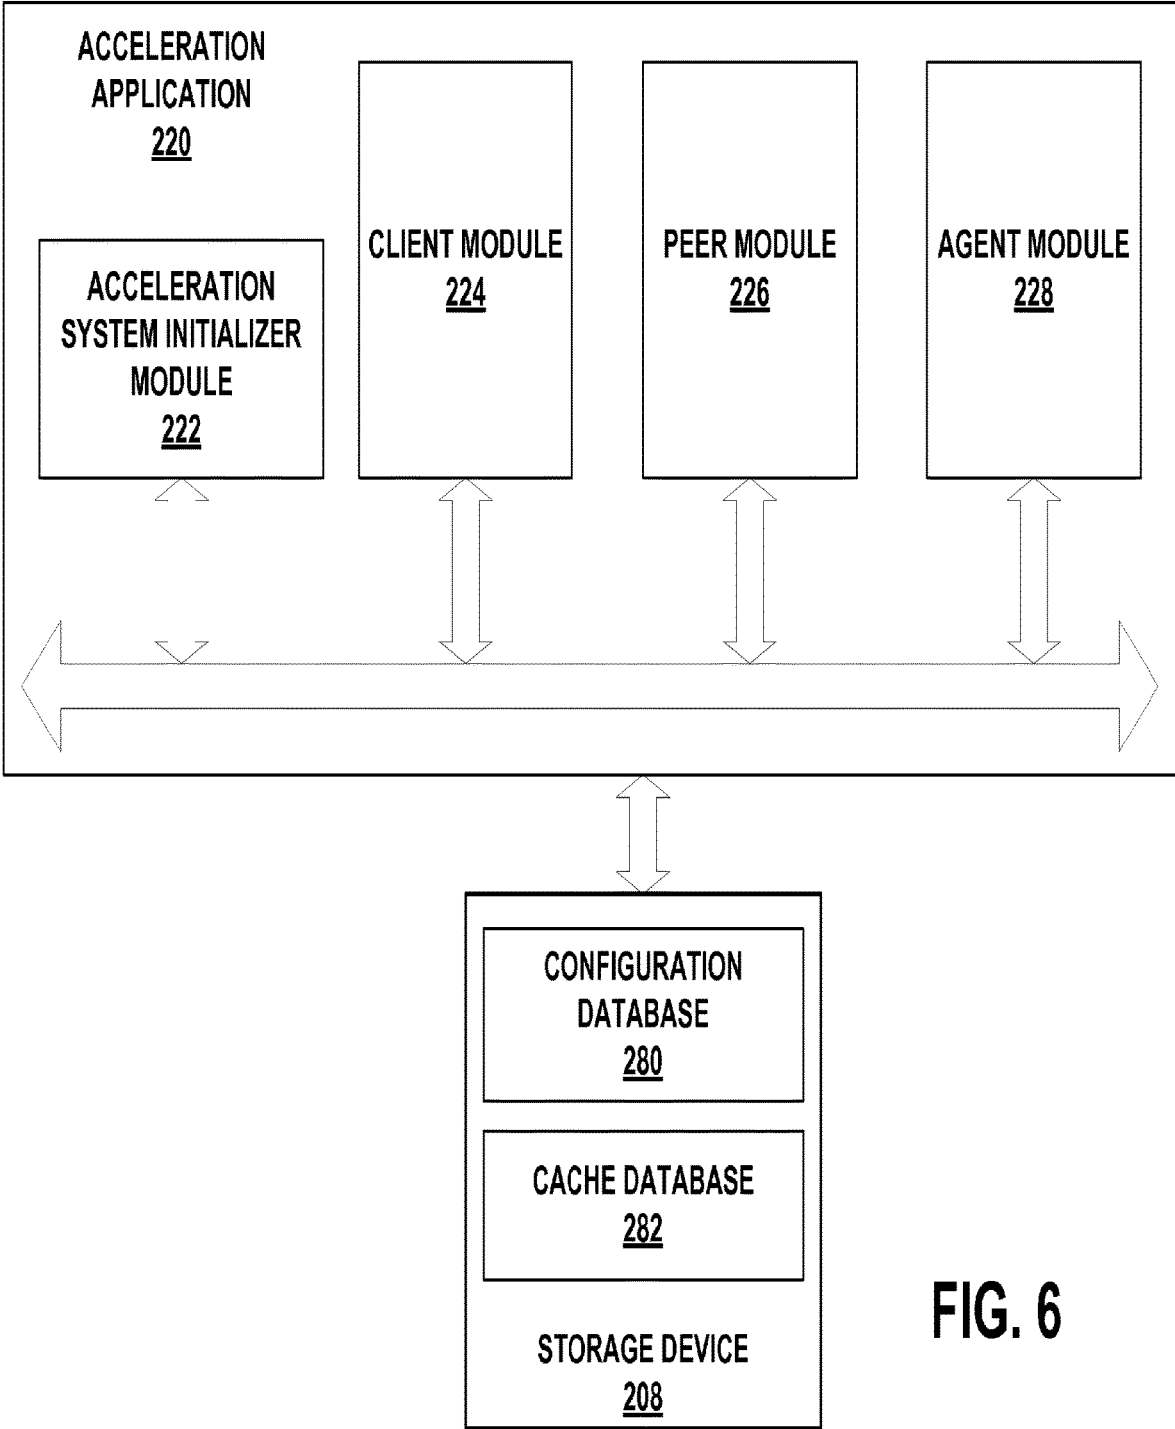 ACCELERATION
APPLICATION
220
ACCELERATION
SYSTEM INITIALIZER
MODULE
222
CLIENT MODULE
224
PEER MODULE
226
AGENT MODULE
228
CONFIGURATION
DATABASE
280
CACHE DATABASE
282
STORAGE DEVICE
208
FIG. 6